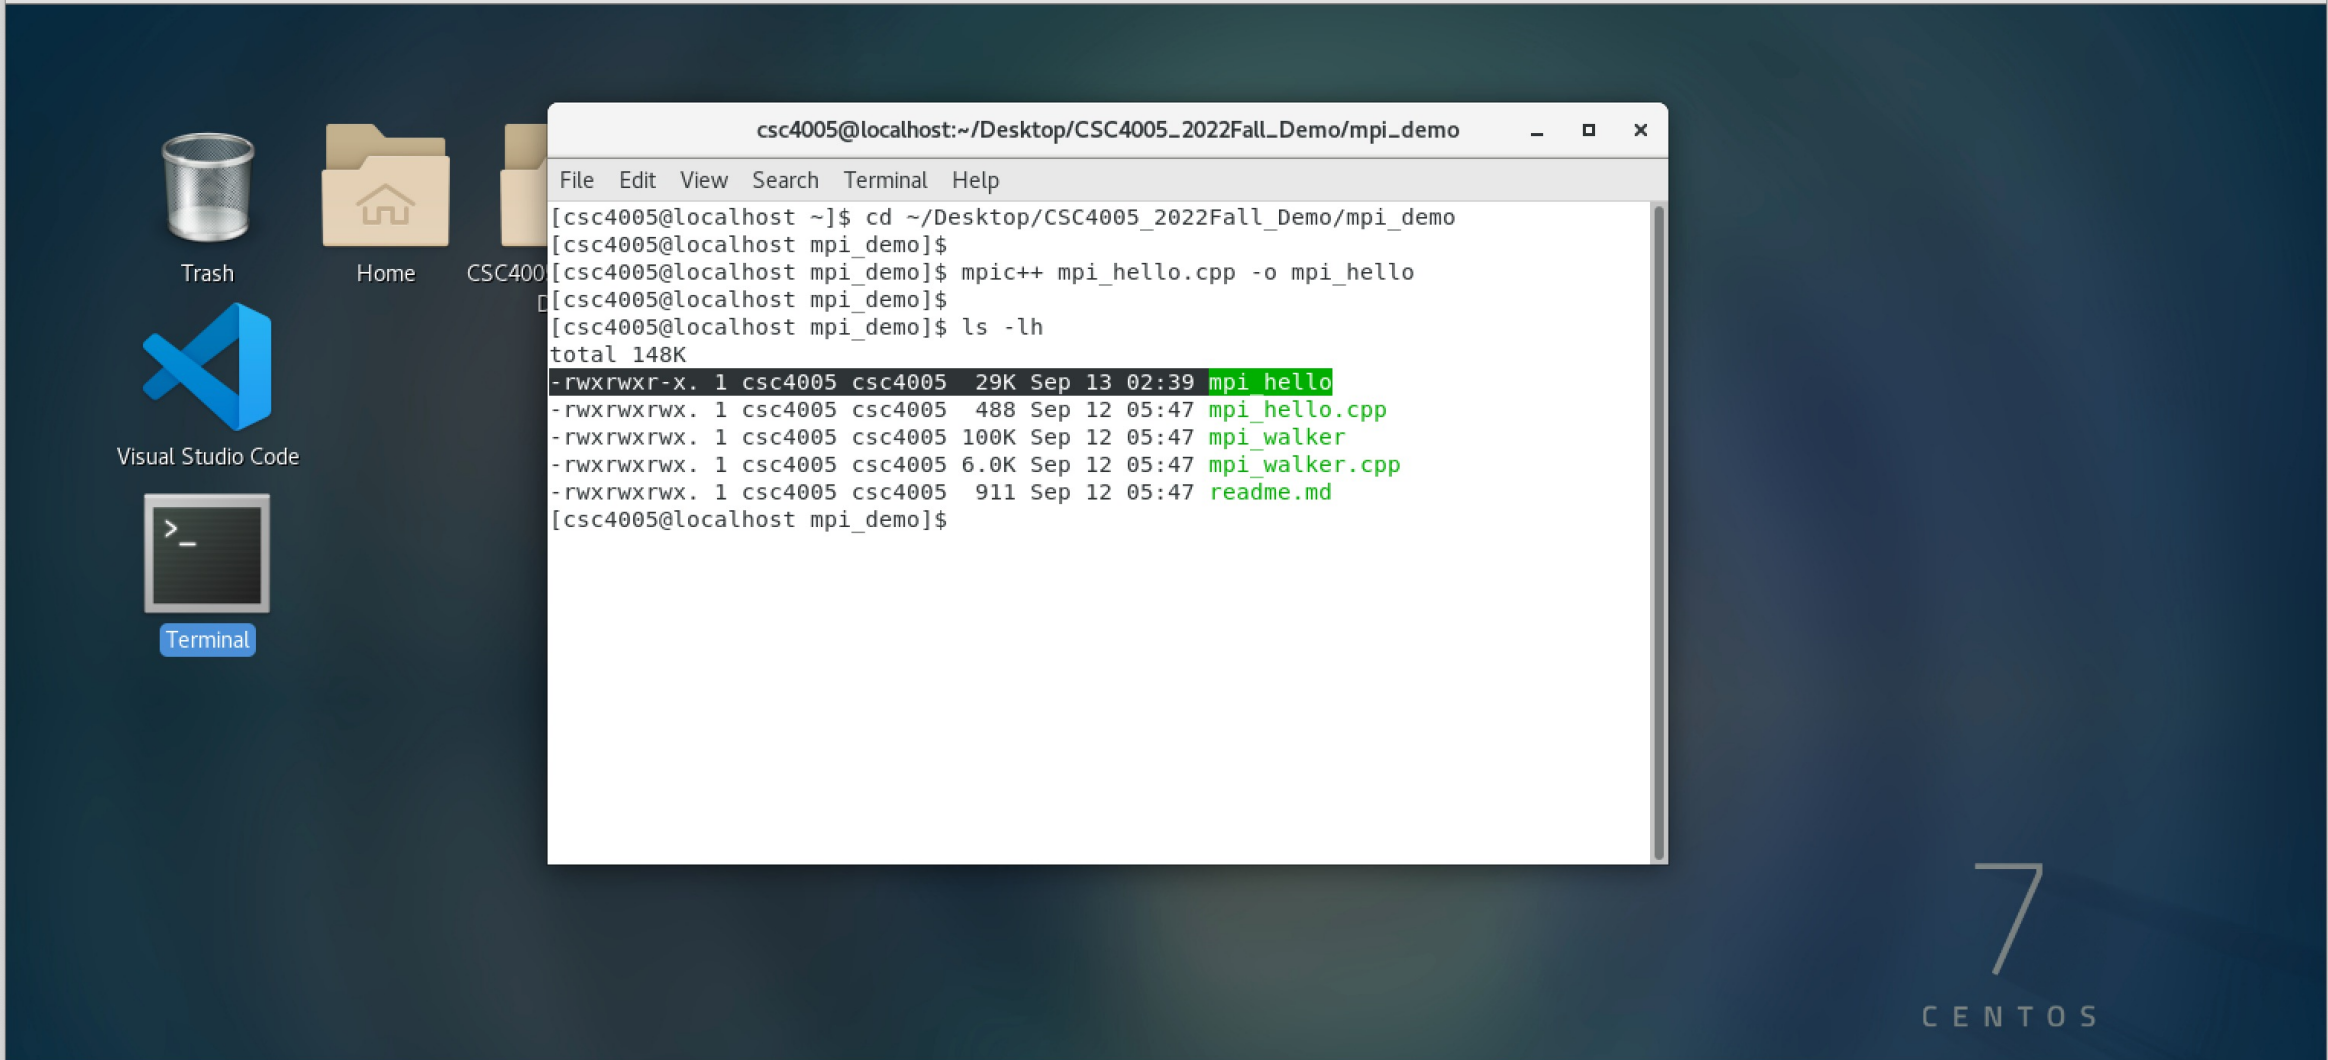 csc4005@localhost:~/Desktop/CSC4005_2022Fall_Demo/mpi_demo
File Edit View Search Terminal Help
[csc4005@localhost ~]$ cd ~/Desktop/CSC4005_2022Fall_Demo/mpi_demo
[csc4005@localhost mpi_demo]$
[csc4005@localhost mpi_demo]$ mpic++ mpi_hello.cpp -o mpi_hello
[csc4005@localhost mpi_demo]$
[csc4005@localhost mpi_demo]$ ls -lh
total 148K
-rwxrwxr-x. 1 csc4005 csc4005  29K Sep 13 02:39 mpi_hello
-rwxrwxrwx. 1 csc4005 csc4005  488 Sep 12 05:47 mpi_hello.cpp
-rwxrwxrwx. 1 csc4005 csc4005 100K Sep 12 05:47 mpi_walker
-rwxrwxrwx. 1 csc4005 csc4005 6.0K Sep 12 05:47 mpi_walker.cpp
-rwxrwxrwx. 1 csc4005 csc4005  911 Sep 12 05:47 readme.md
[csc4005@localhost mpi_demo]$
Trash
Home
CSC400
Visual Studio Code
>_
Terminal
7
CENTOS